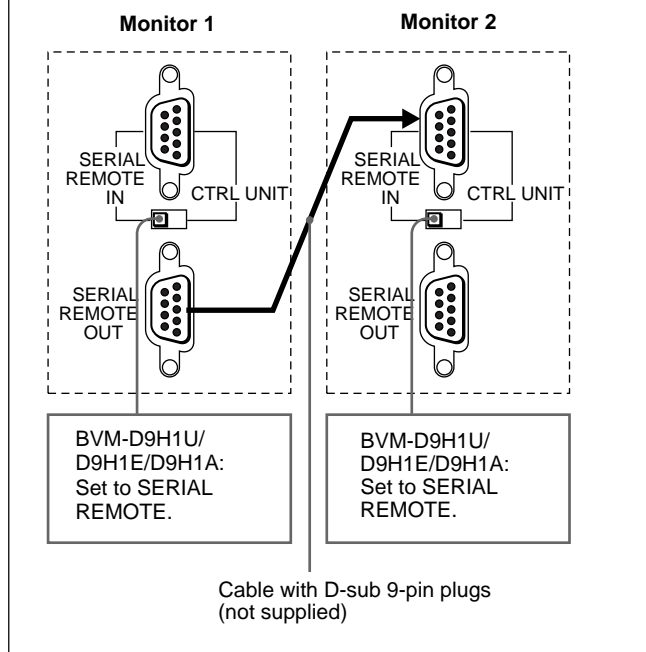 Monitor 1
Monitor 2
SERIAL
REMOTE
IN
CTRL UNIT
SERIAL
REMOTE
OUT
SERIAL
REMOTE
IN
CTRL UNIT
SERIAL
REMOTE
OUT
BVM-D9H1U/
D9H1E/D9H1A:
Set to SERIAL
REMOTE.
BVM-D9H1U/
D9H1E/D9H1A:
Set to SERIAL
REMOTE.
Cable with D-sub 9-pin plugs
(not supplied)